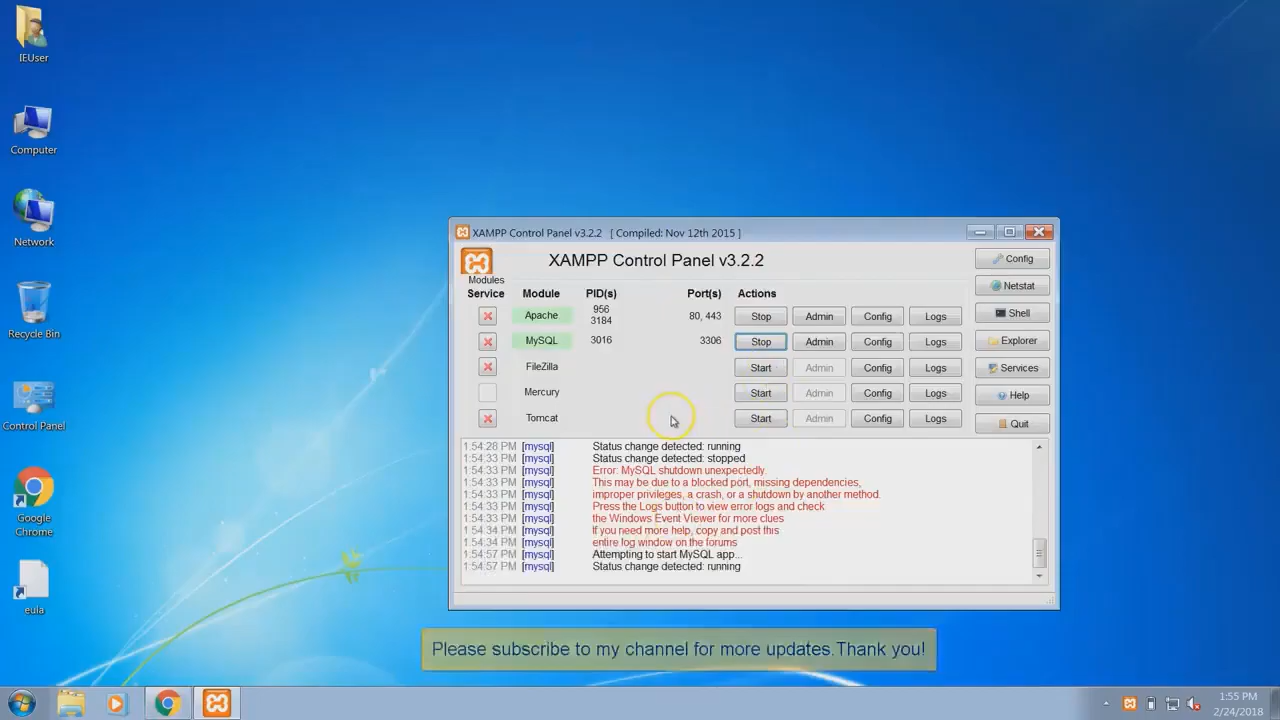 IEUser
Computer
Network
Recycle Bin
Control Panel
Google
Chrome
eula
XAMPP Control Panel v3.2.2 [ Compiled: Nov 12th 2015 ]
XAMPP Control Panel v3.2.2
Config
Modules
Service Module PID(s) Port(s) Actions
Netstat
Apache 956 80, 443 Stop Admin Config Logs
3184
Shell
MySQL 3016 3306 Stop Admin Config Logs
Explorer
FileZilla Start Admin Config Logs
Services
Mercury Start Admin Config Logs
Help
Tomcat Start Admin Config Logs
Quit
1:54:28 PM [mysql] Status change detected: running
1:54:33 PM [mysql] Status change detected: stopped
1:54:33 PM [mysql] Error: MySQL shutdown unexpectedly.
1:54:33 PM [mysql] This may be due to a blocked port, missing dependencies,
1:54:33 PM [mysql] improper privileges, a crash, or a shutdown by another method.
1:54:33 PM [mysql] Press the Logs button to view error logs and check
1:54:33 PM [mysql] the Windows Event Viewer for more clues
1:54:34 PM [mysql] If you need more help, copy and post this
1:54:33 PM [mysql] entire log window on the forums
1:54:57 PM [mysql] Attempting to start MySQL app...
1:54:57 PM [mysql] Status change detected: running
Please subscribe to my channel for more updates.Thank you!
1:55 PM
2/24/2018